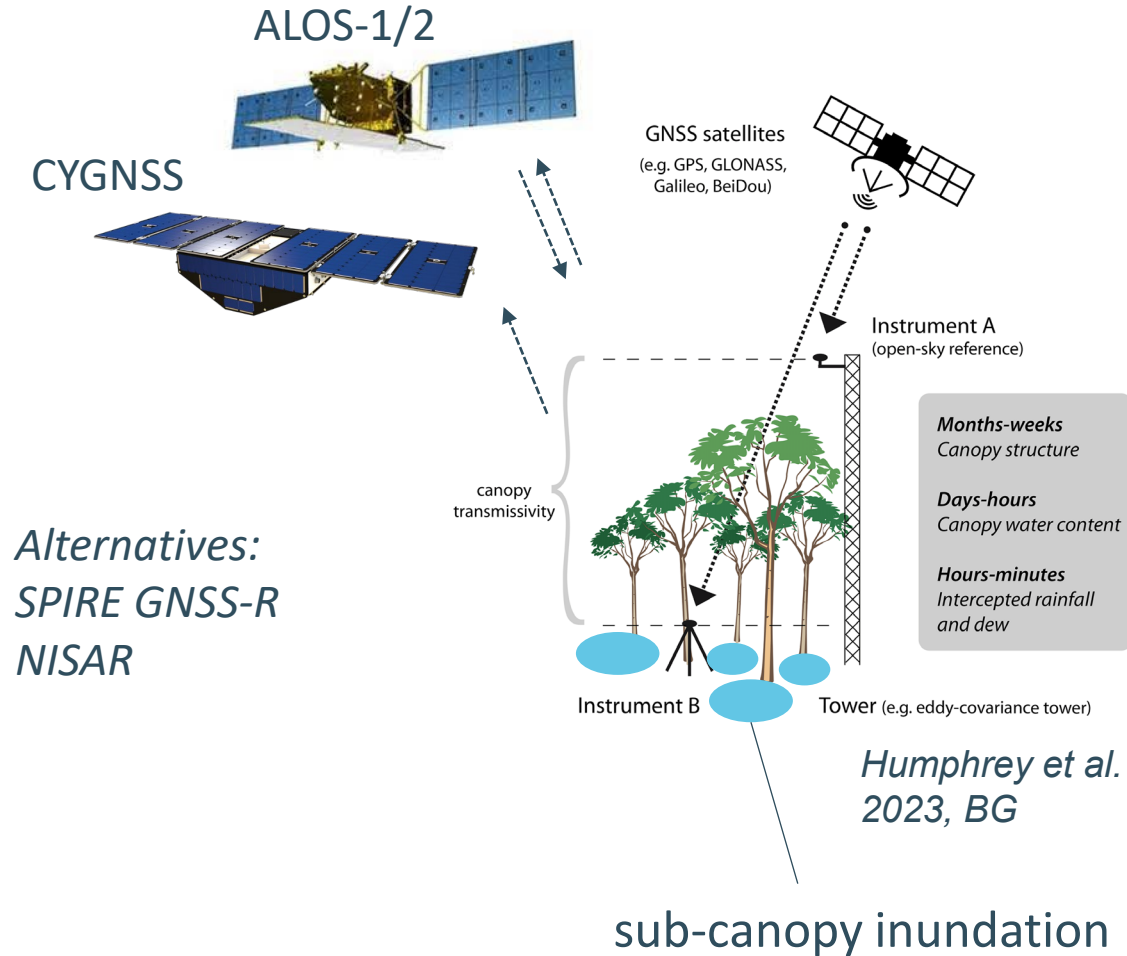 ALOS-1/2
CYGNSS
GNSS satellites
(e.g. GPS, GLONASS,
Galileo, BeiDou)
Instrument A
(open-sky reference)
Months-weeks
Canopy structure
Days-hours
Canopy water content
Hours-minutes
Intercepted rainfall
and dew
canopy
transmissivity
Alternatives:
SPIRE GNSS-R
NISAR
Instrument B
Tower (e.g. eddy-covariance tower)
Humphrey et al.
2023, BG
sub-canopy inundation